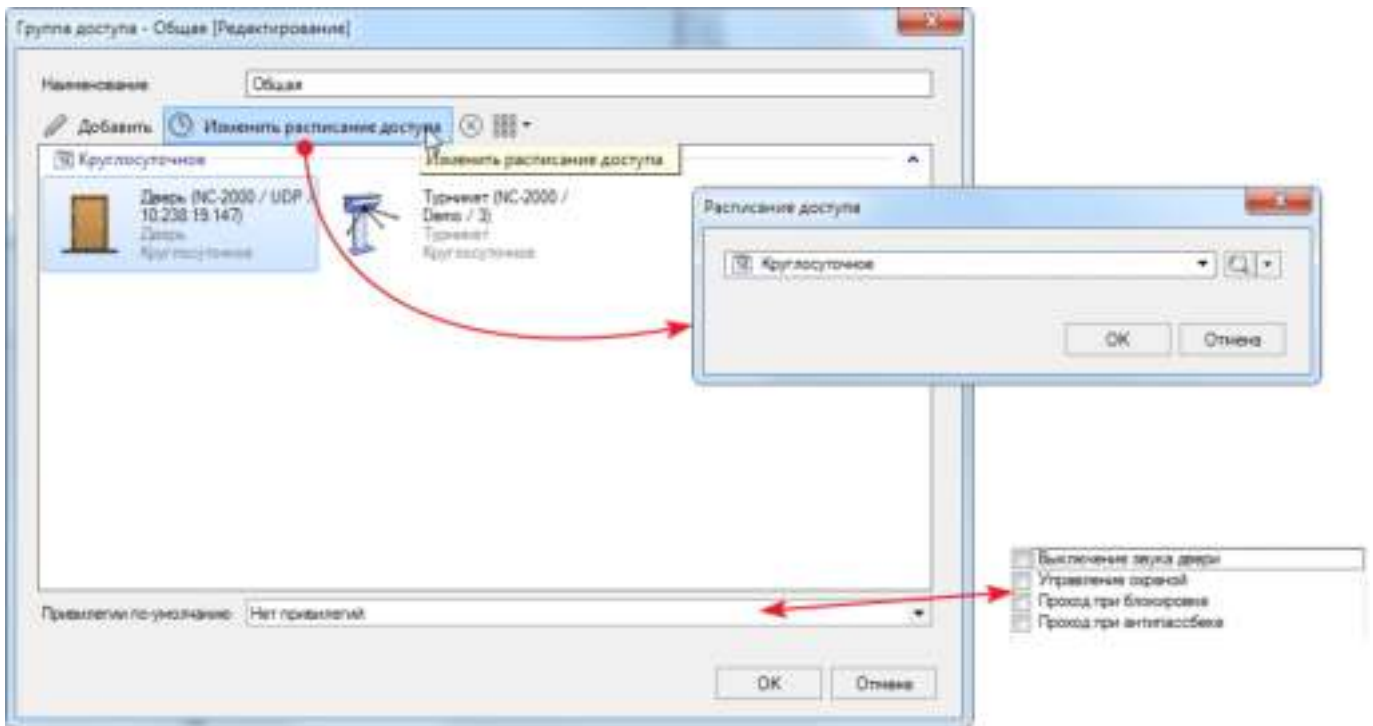 Группа доступа - Общая [Редактирование]
Наименование
Общая
Добавить
Изменить расписание доступа
Изменить расписание доступа
Круглосуточное
Дверь (NC-2000 / UDP /
10.238.19.147)
Дверь
Круглосуточное
Турникет (NC-2000 /
Demo / 3)
Турникет
Круглосуточное
Расписание доступа
Круглосуточное
OK
Отмена
Выключение звука двери
Управление охраной
Проход при блокировке
Проход при антипассбеке
Привилегии по-умолчанию
Нет привилегий
OK
Отмена